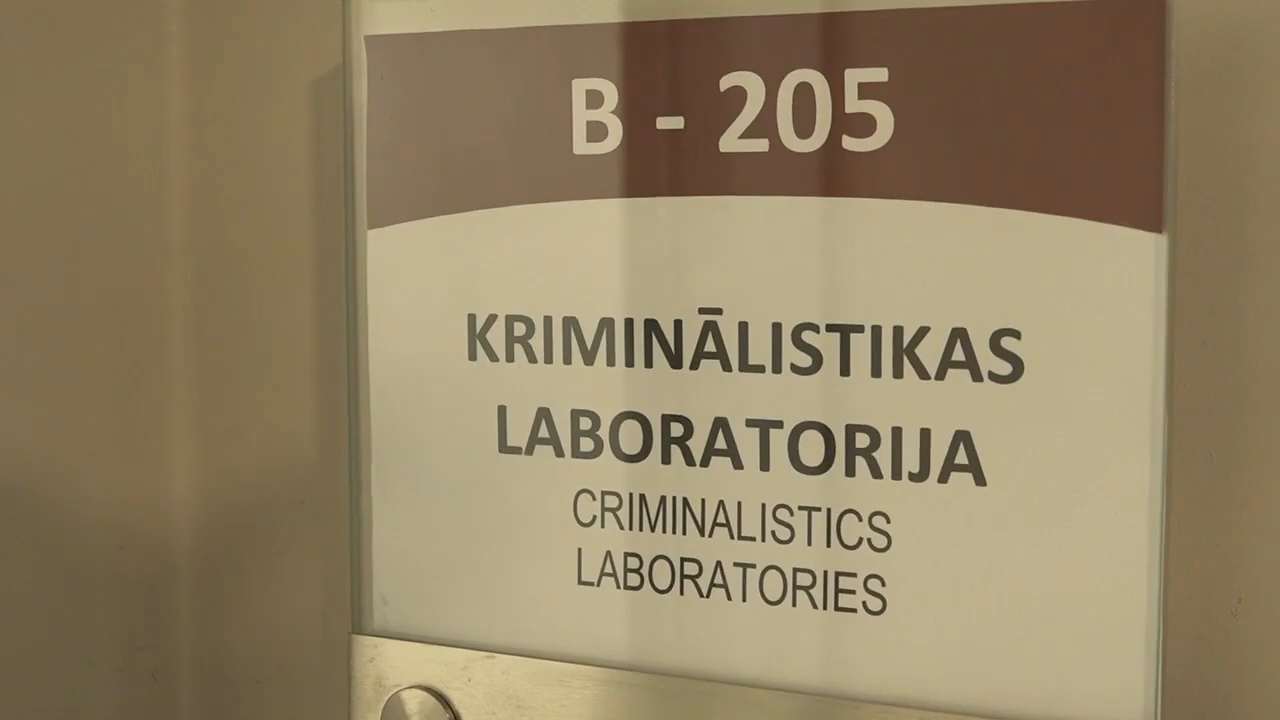 B - 205
KRIMINĀLISTIKAS
LABORATORIJA
CRIMINALISTICS
LABORATORIES